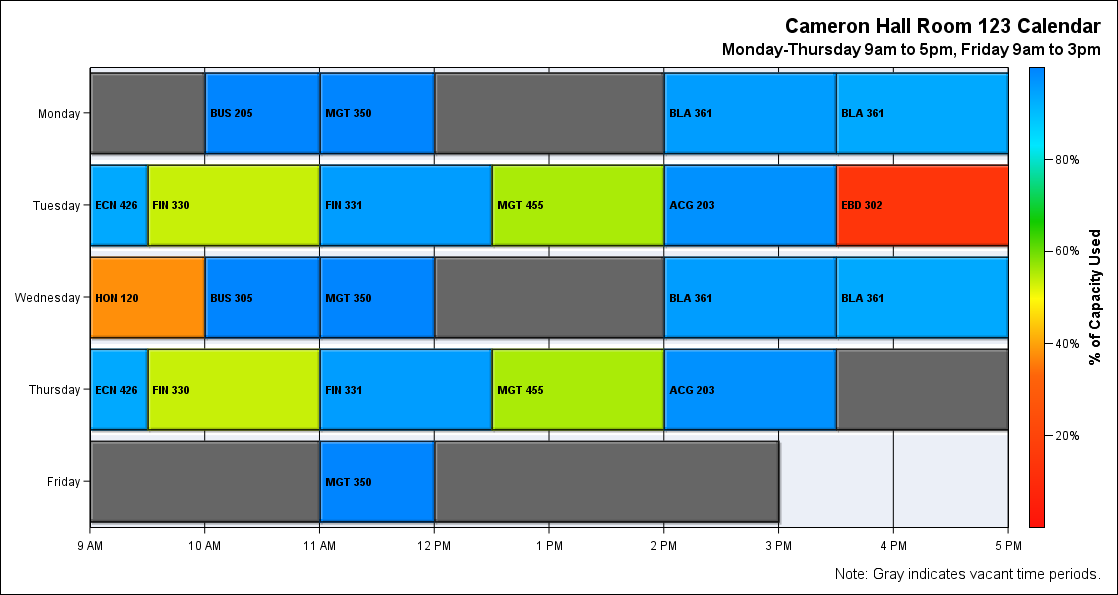 Cameron Hall Room 123 Calendar
Monday-Thursday 9am to 5pm, Friday 9am to 3pm
Monday
BUS 205
MGT 350
BLA 361
BLA 361
Tuesday
ECN 426
FIN 330
FIN 331
MGT 455
ACG 203
EBD 302
Wednesday
HON 120
BUS 305
MGT 350
BLA 361
BLA 361
Thursday
ECN 426
FIN 330
FIN 331
MGT 455
ACG 203
Friday
MGT 350
9 AM
10 AM
11 AM
12 PM
1 PM
2 PM
3 PM
4 PM
5 PM
80%
60%
40%
20%
% of Capacity Used
Note: Gray indicates vacant time periods.